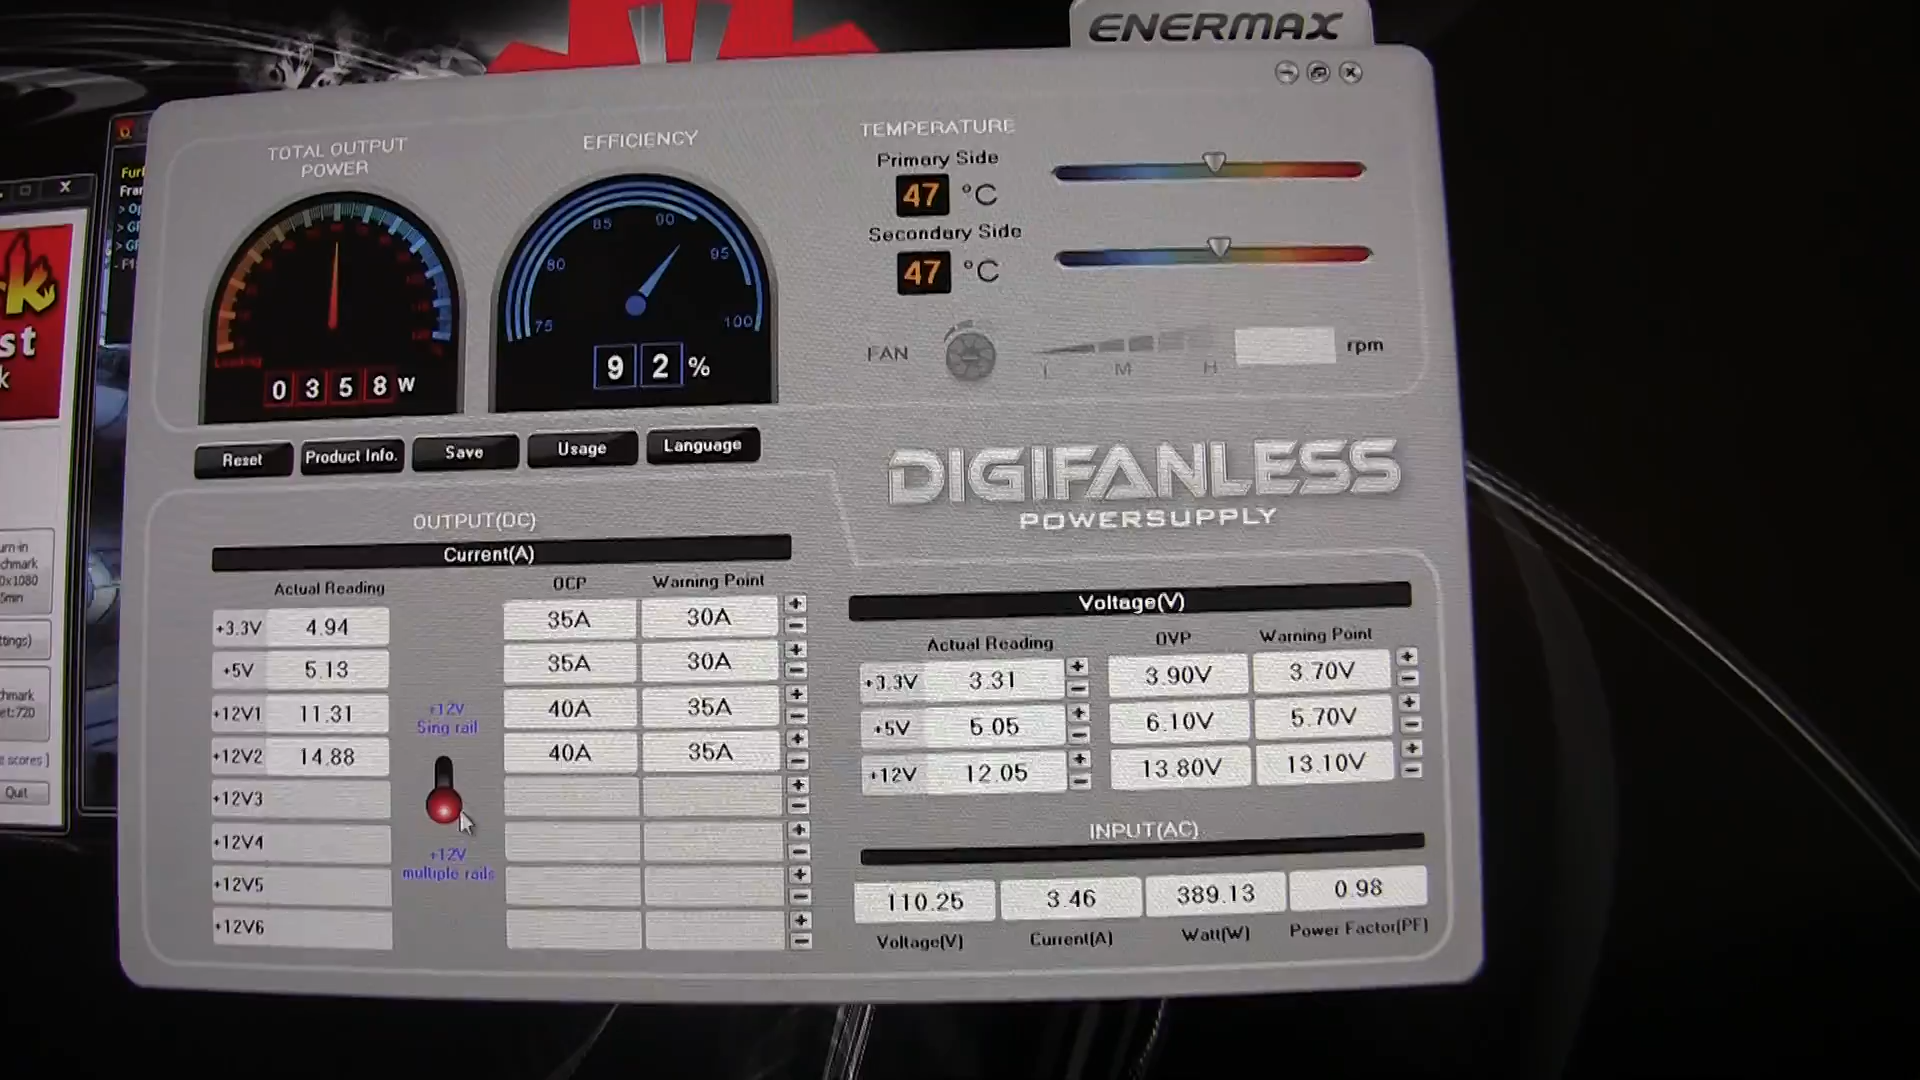 ENERMAX
TOTAL OUTPUT
POWER
0358W
EFFICIENCY
75
80
85
90
95
100
92%
TEMPERATURE
Primary Side
47 °C
Secondary Side
47 °C
FAN
L
M
H
rpm
Reset
Product Info.
Save
Usage
Language
DIGIFANLESS
POWERSUPPLY
OUTPUT(DC)
Current(A)
Actual Reading
OCP
Warning Point
+3.3V 4.94 35A 30A
+5V 5.13 35A 30A
+12V1 11.31 40A 35A
+12V2 14.88 40A 35A
+12V3
+12V4
+12V5
+12V6
+12V
Sing rail
+12V
multiple rails
Voltage(V)
Actual Reading
OVP
Warning Point
+3.3V 3.31 3.90V 3.70V
+5V 5.05 6.10V 5.70V
+12V 12.05 13.80V 13.10V
INPUT(AC)
110.25 3.46 389.13 0.98
Voltage(V) Current(A) Watt(W) Power Factor(PF)
Quit